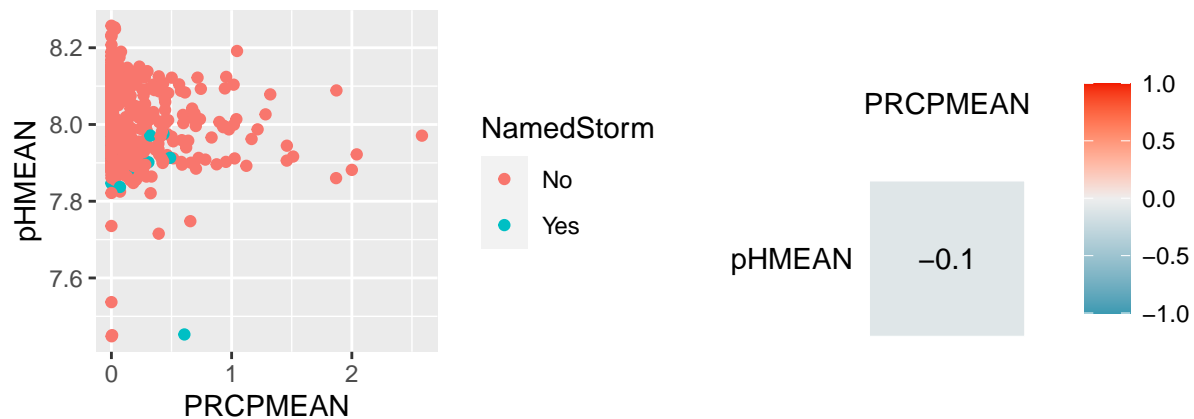 8.2
8.0
7.8
7.6
pHMEAN
0 1 2
PRCPMEAN
NamedStorm
No
Yes
PRCPMEAN
pHMEAN
−0.1
1.0
0.5
0.0
−0.5
−1.0